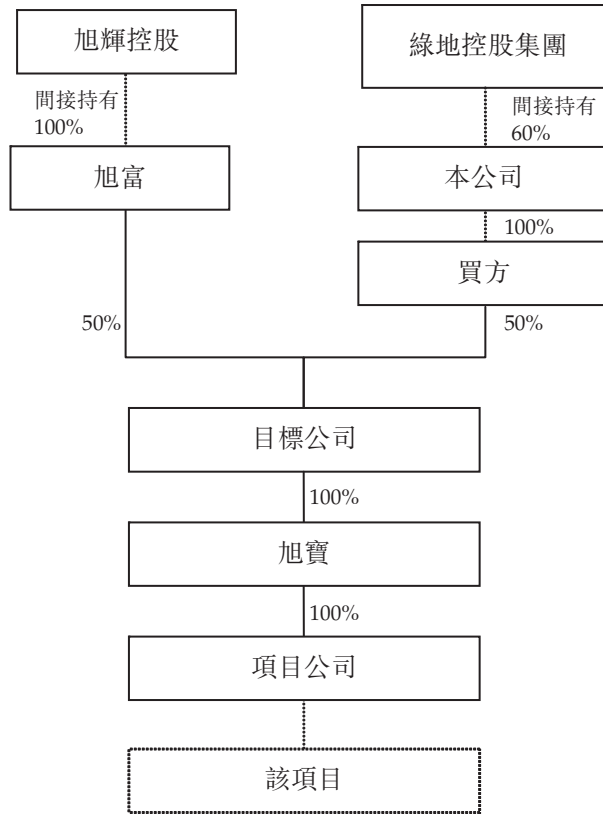 旭輝控股
綠地控股集團
間接持有
100%
間接持有
60%
旭富
本公司
100%
買方
50%
50%
目標公司
100%
旭寶
100%
項目公司
該項目